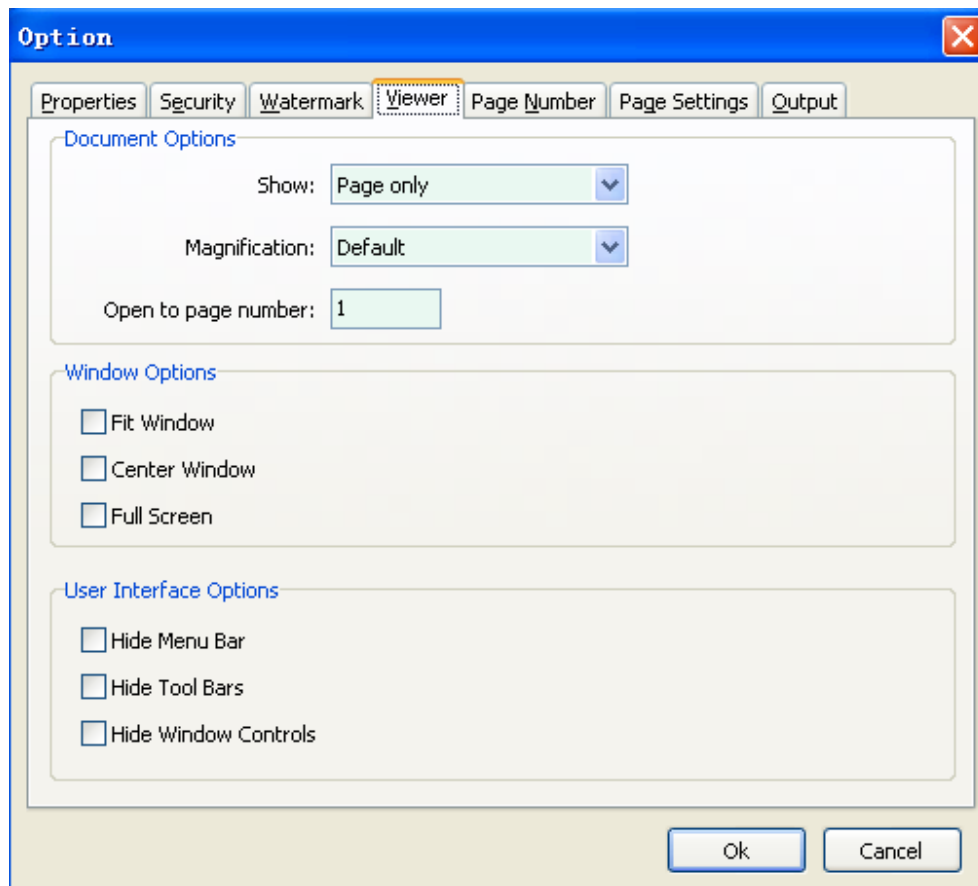 Option
Properties Security Watermark Viewer Page Number Page Settings Output
Document Options
Show: Page only
Magnification: Default
Open to page number: 1
Window Options
Fit Window
Center Window
Full Screen
User Interface Options
Hide Menu Bar
Hide Tool Bars
Hide Window Controls
Ok Cancel